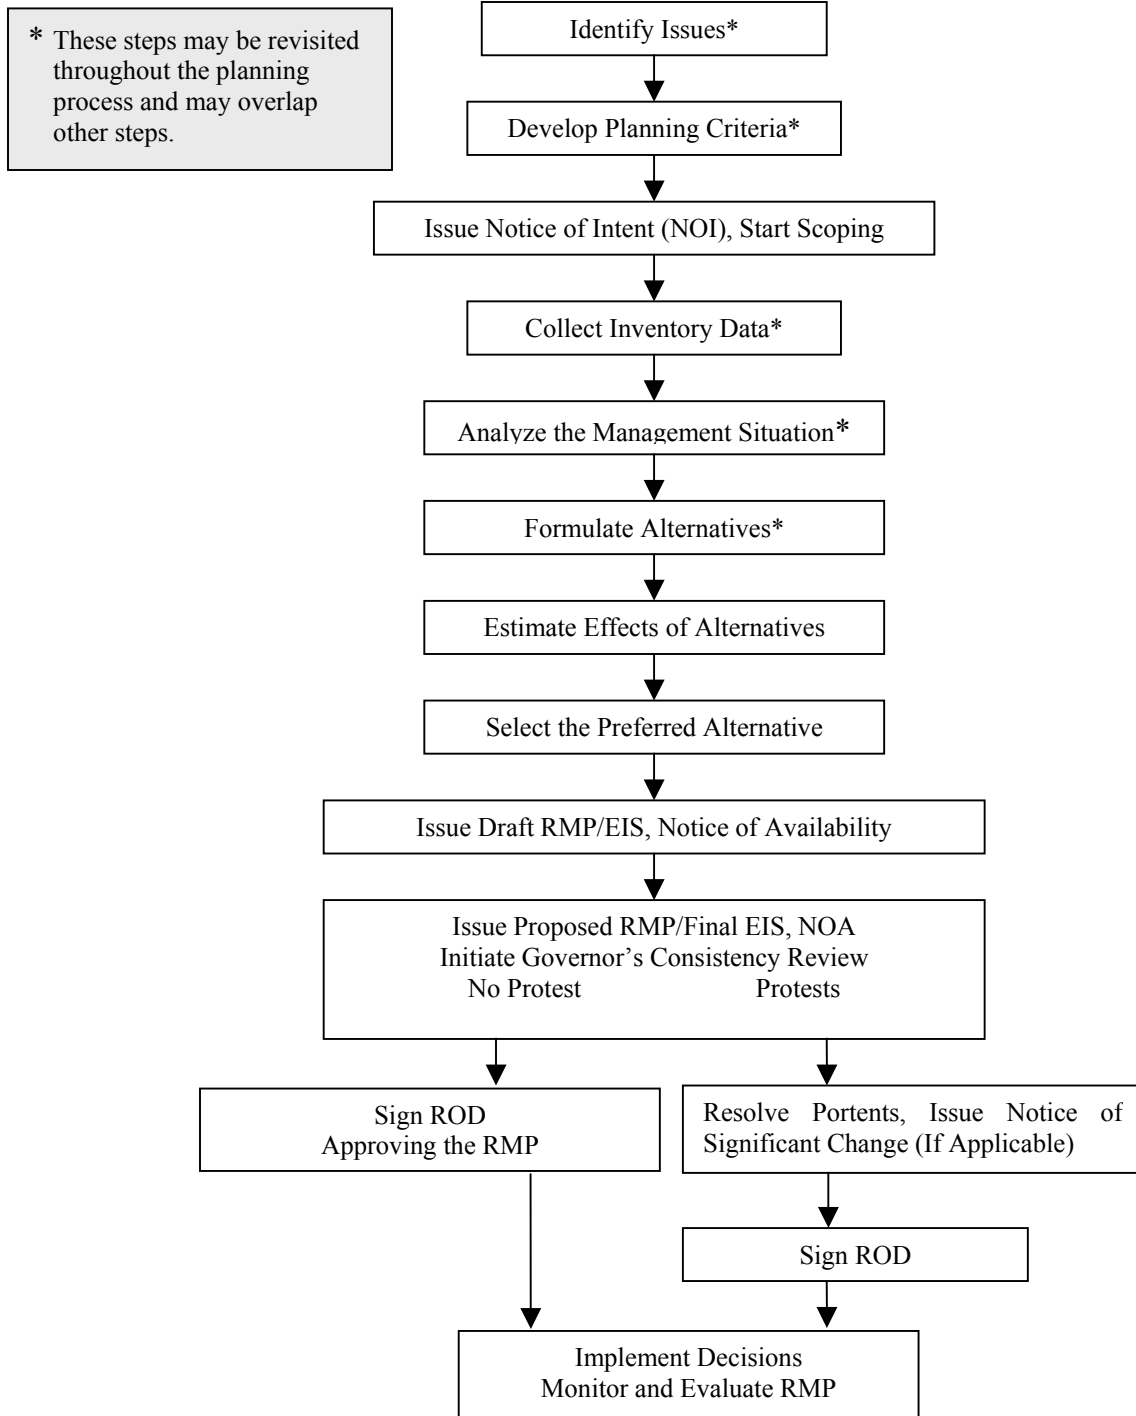 * These steps may be revisited
throughout the planning
process and may overlap
other steps.
Identify Issues*
Develop Planning Criteria*
Issue Notice of Intent (NOI), Start Scoping
Collect Inventory Data*
Analyze the Management Situation*
Formulate Alternatives*
Estimate Effects of Alternatives
Select the Preferred Alternative
Issue Draft RMP/EIS, Notice of Availability
Issue Proposed RMP/Final EIS, NOA
Initiate Governor’s Consistency Review
No Protest Protests
Sign ROD
Approving the RMP
Resolve Portents, Issue Notice of
Significant Change (If Applicable)
Sign ROD
Implement Decisions
Monitor and Evaluate RMP